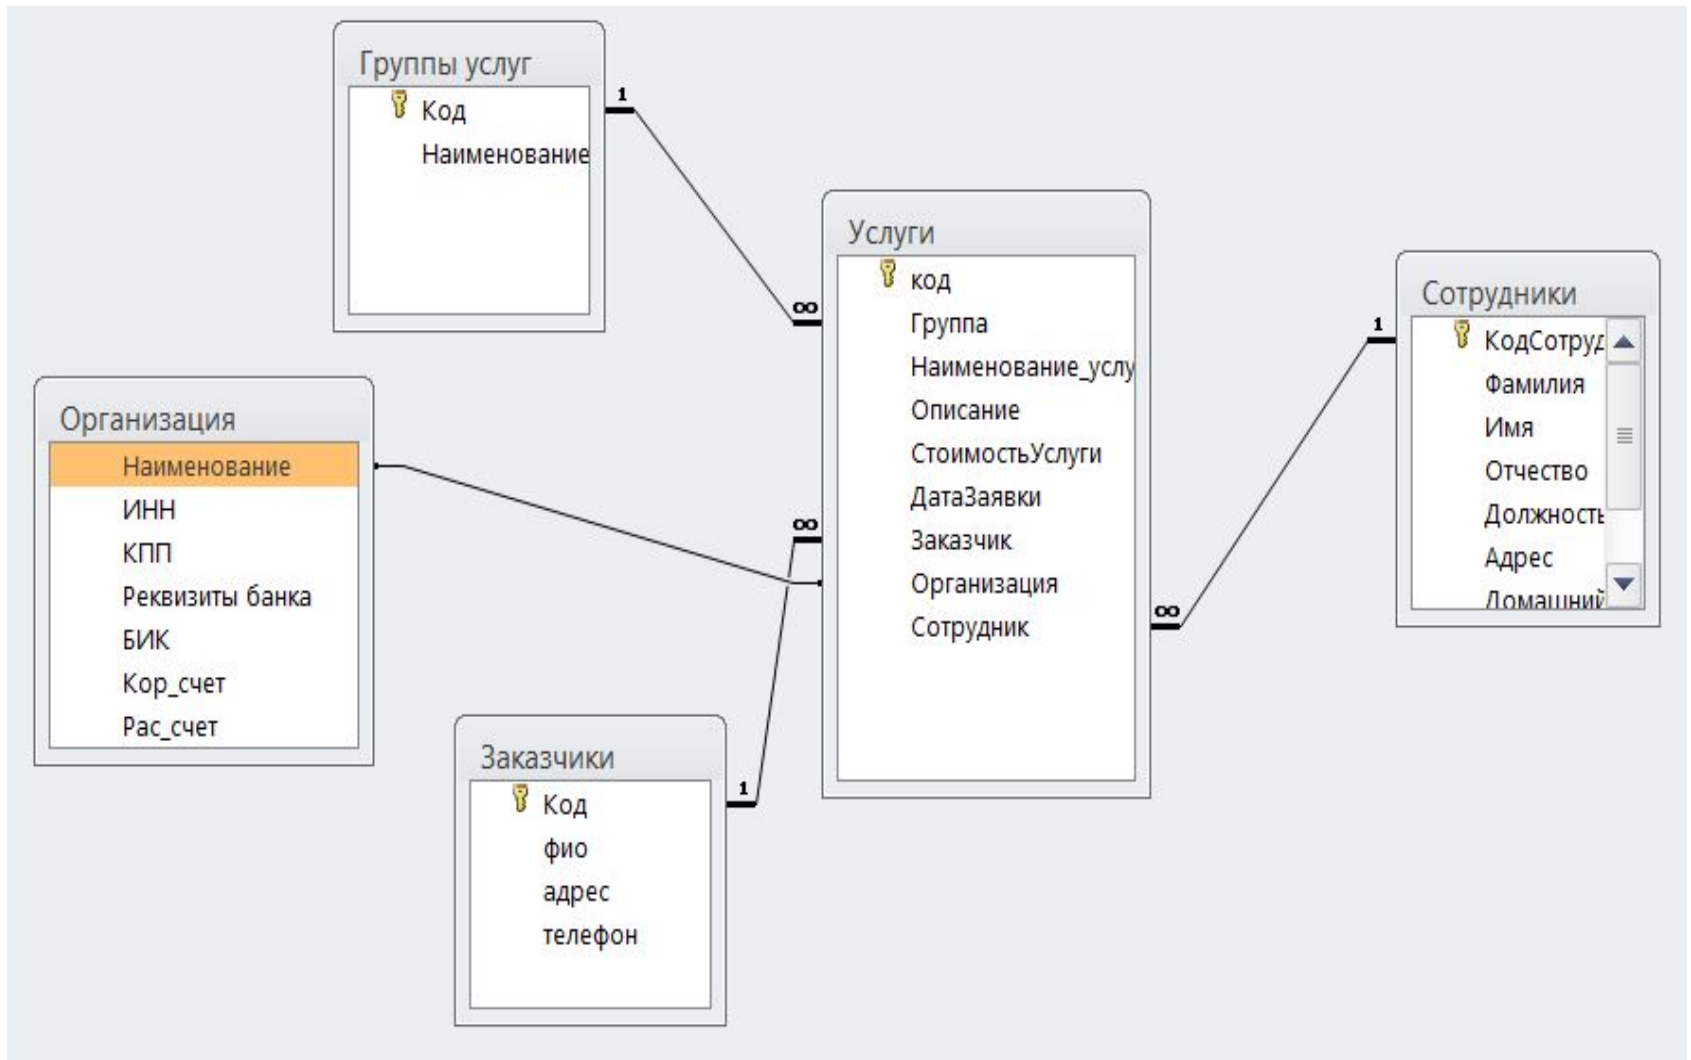 Группы услуг
Код
Наименование
1
∞
Услуги
код
Группа
Наименование_услу
Описание
СтоимостьУслуги
ДатаЗаявки
Заказчик
Организация
Сотрудник
∞
∞
1
Сотрудники
КодСотруд
Фамилия
Имя
Отчество
Должность
Адрес
Домашний
Организация
Наименование
ИНН
КПП
Реквизиты банка
БИК
Кор_счет
Рас_счет
Заказчики
Код
фио
адрес
телефон
1